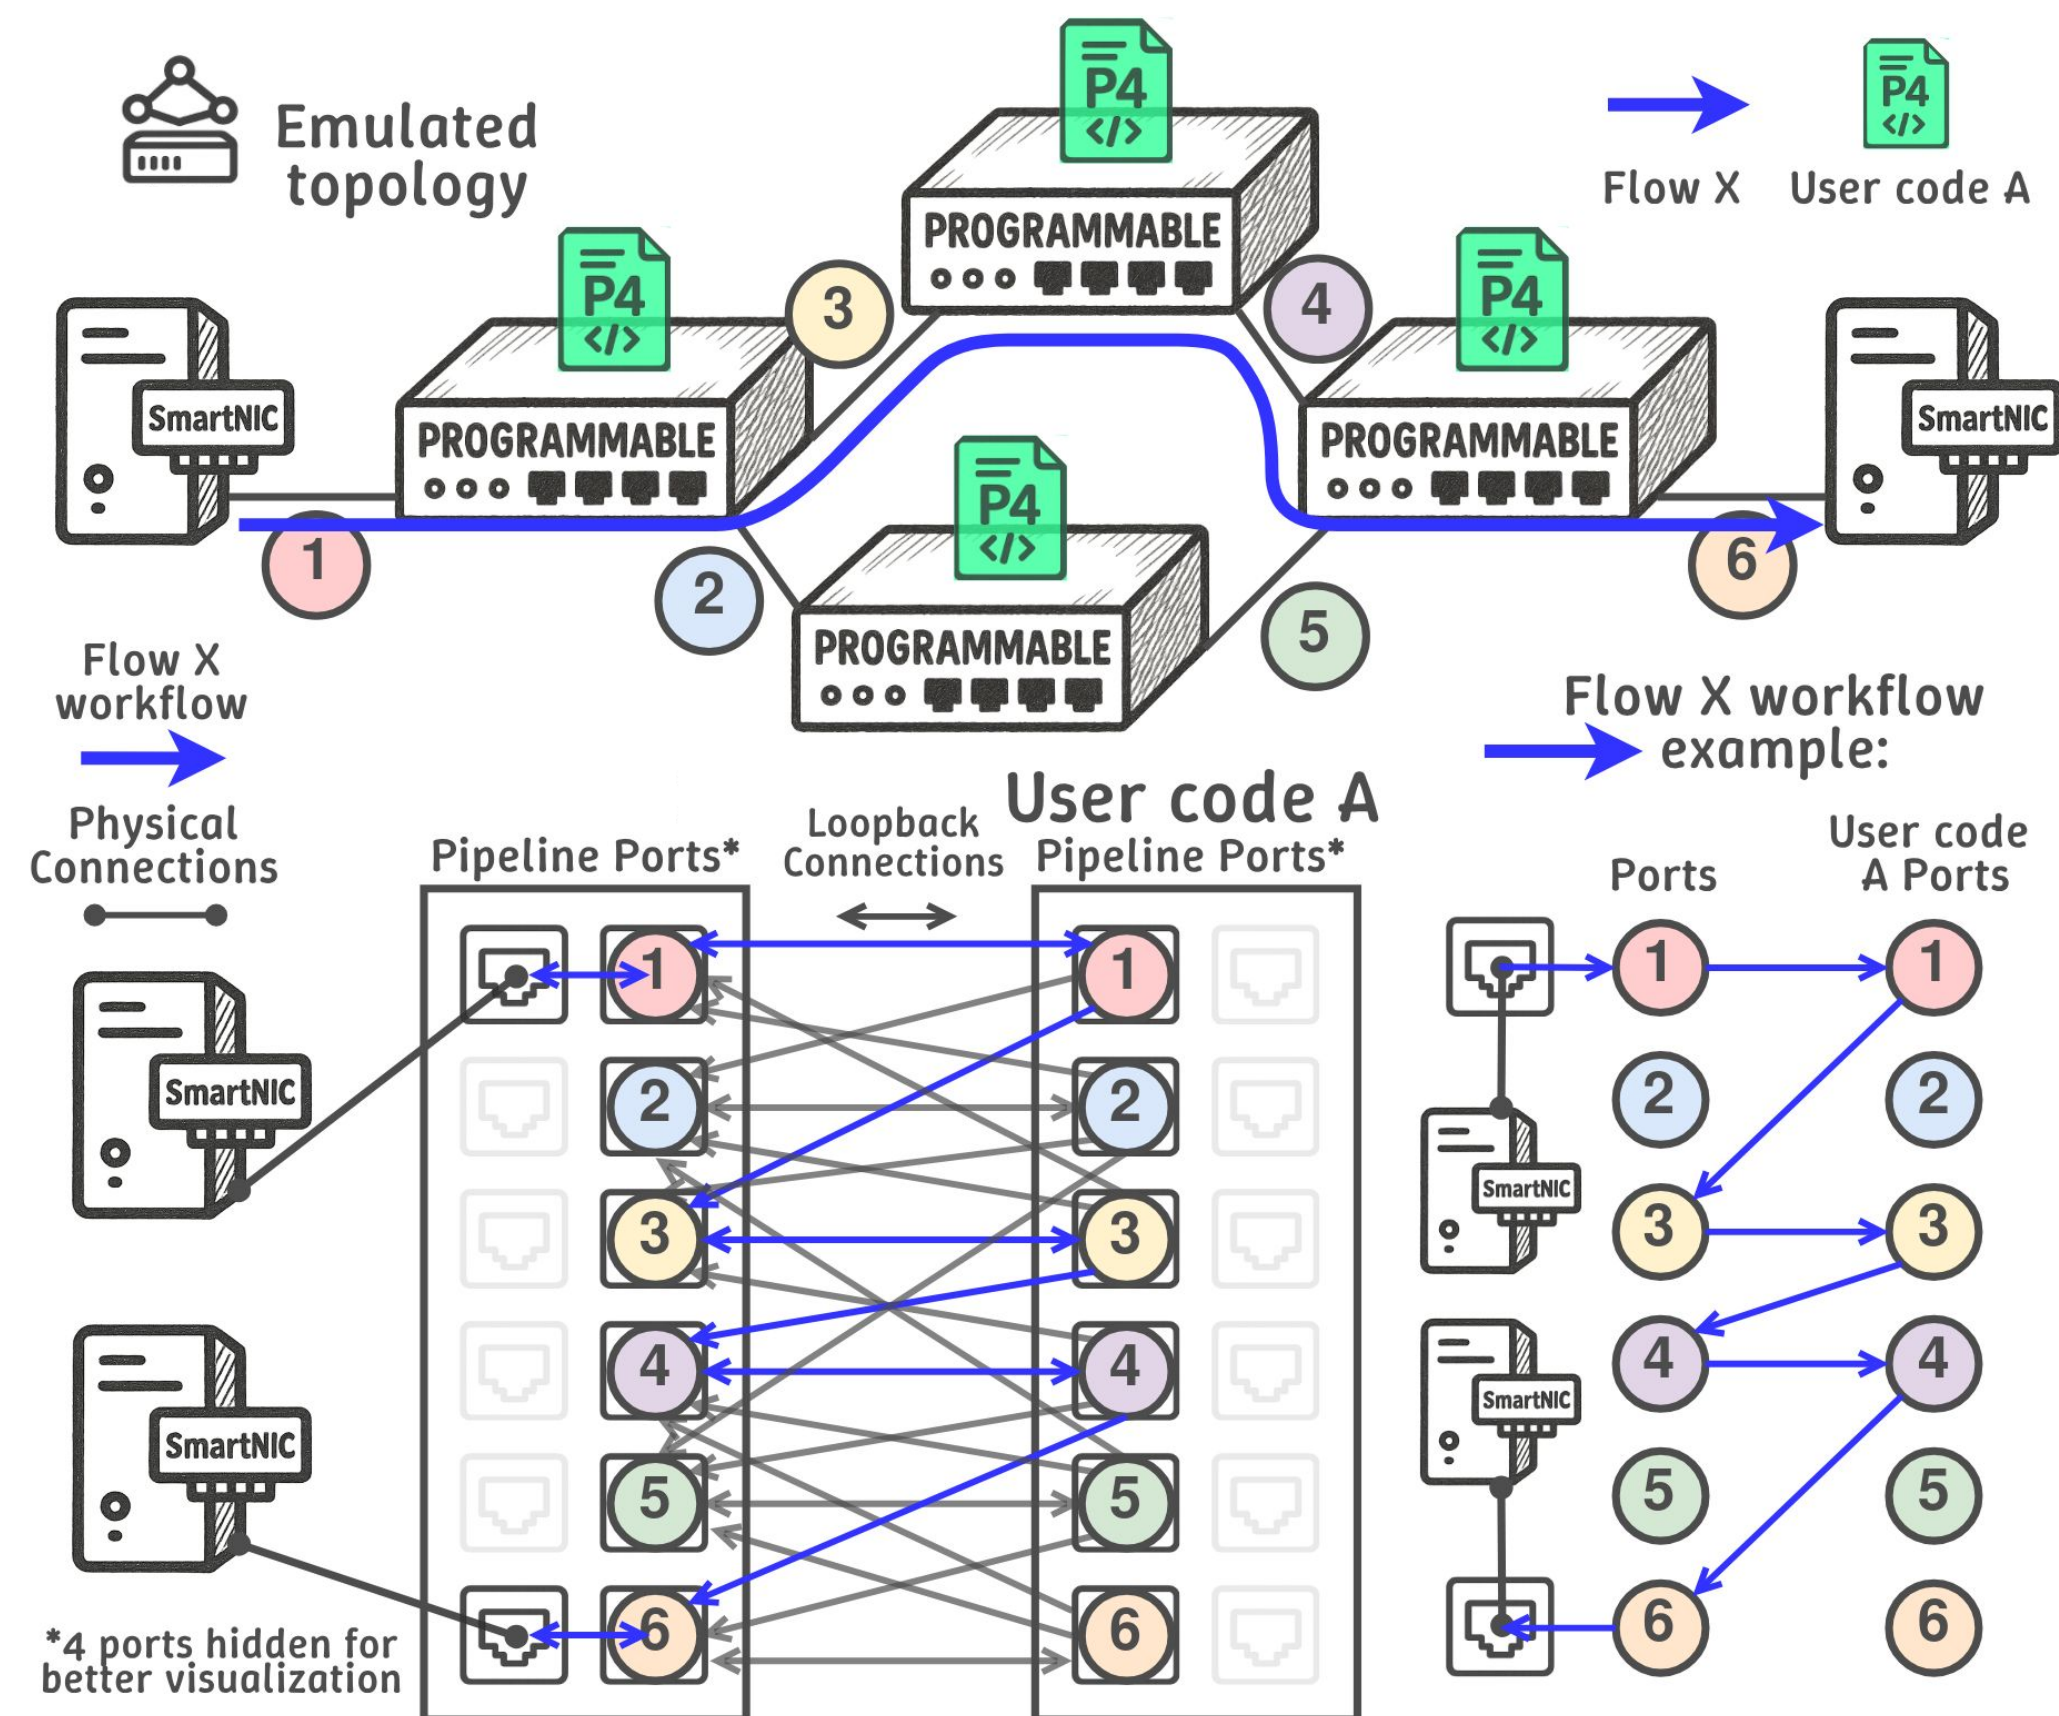 Emulated
topology
P4
</>
PROGRAMMABLE
P4
</>
Flow X
User code A
P4
</>
PROGRAMMABLE
3
4
P4
</>
PROGRAMMABLE
SmartNIC
SmartNIC
1
2
P4
</>
PROGRAMMABLE
5
6
Flow X
workflow
Physical
Connections
Pipeline Ports*
Loopback
Connections
User code A
Pipeline Ports*
Flow X workflow
example:
Ports
User code
A Ports
SmartNIC
SmartNIC
*4 ports hidden for
better visualization
1
2
3
4
5
6
1
2
3
4
5
6
SmartNIC
SmartNIC
1
2
3
4
5
6
1
2
3
4
5
6